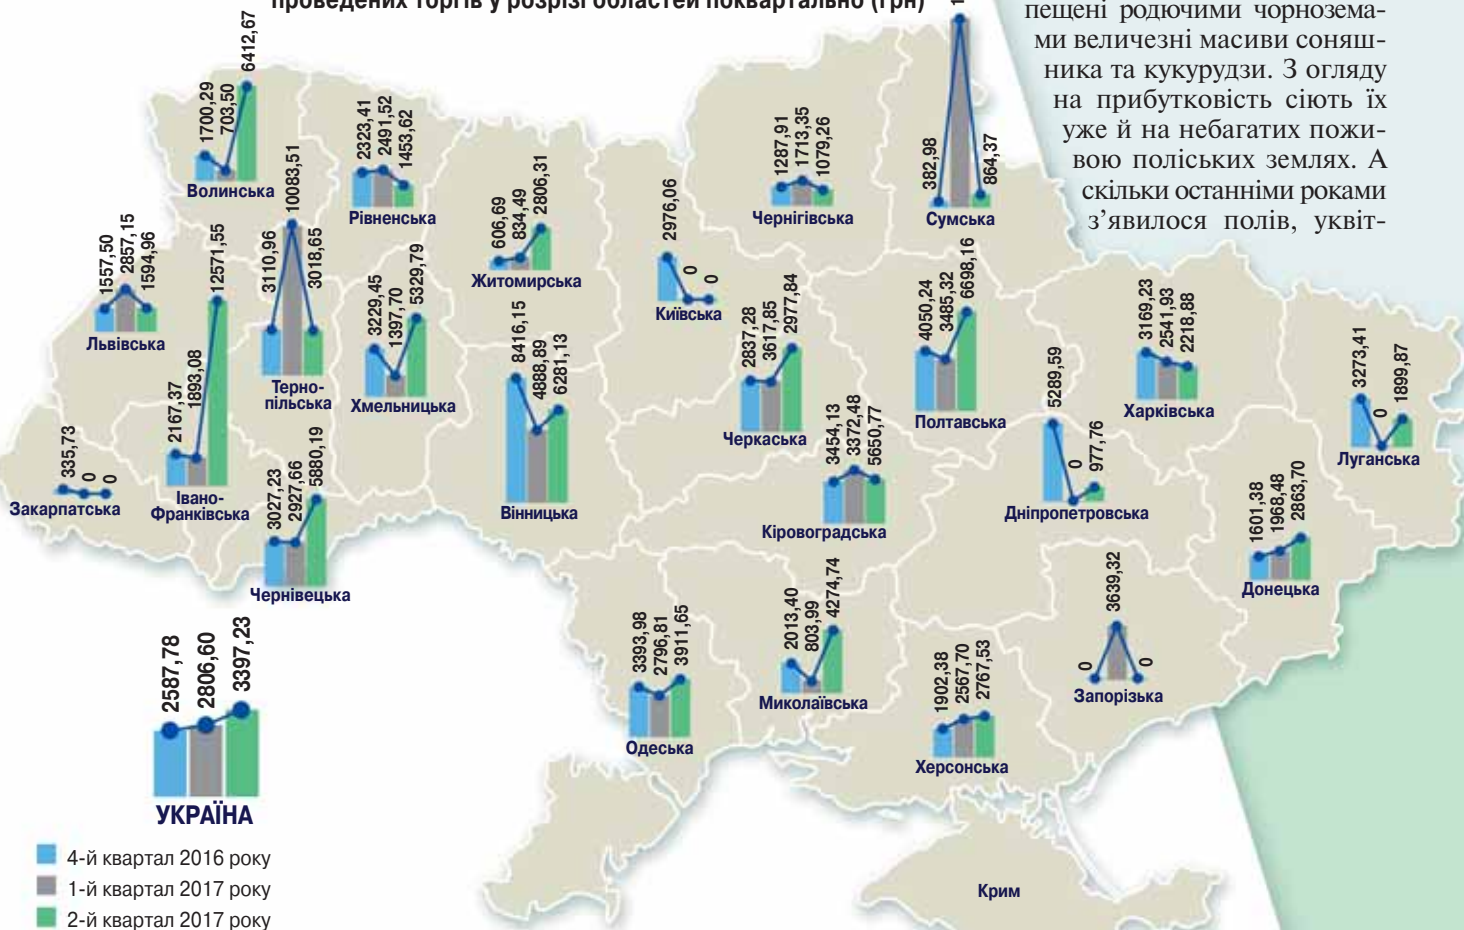 проведених торгів у розрізі областей поквартально (грн)
пещені родючими чорнозема-
ми величезні масиви соняш-
ника та кукурудзи. З огляду
на прибутковість сіють їх
уже й на небагатих пожи-
вою поліських землях. А
скільки останніми роками
з'явилося полів, уквіт-
1700,29
703,50
6412,67
Волинська
2323,41
2491,52
1453,62
Рівненська
606,69
834,49
2806,31
Житомирська
2976,06
0
0
Київська
1287,91
1713,35
1079,26
Чернігівська
382,98
864,37
Сумська
1557,50
2857,15
1594,96
Львівська
3110,96
10083,51
3018,65
Терно-
пільська
3229,45
1397,70
5329,79
Хмельницька
8416,15
4888,89
6281,13
Вінницька
2837,28
3617,85
2977,84
Черкаська
4050,24
3485,32
6698,16
Полтавська
3169,23
2541,93
2218,88
Харківська
3273,41
0
1899,87
Луганська
335,73
0
0
Закарпатська
2167,37
1893,08
12571,55
Івано-
Франківська
3027,23
2927,66
5880,19
Чернівецька
3454,13
3372,48
5650,77
Кіровоградська
5289,59
0
977,76
Дніпропетровська
1601,38
1968,48
2863,70
Донецька
3393,98
2796,81
3911,65
Одеська
2013,40
803,99
4274,74
Миколаївська
1902,38
2567,70
2767,53
Херсонська
0
3639,32
0
Запорізька
2587,78
2806,60
3397,23
УКРАЇНА
4-й квартал 2016 року
1-й квартал 2017 року
2-й квартал 2017 року
Крим